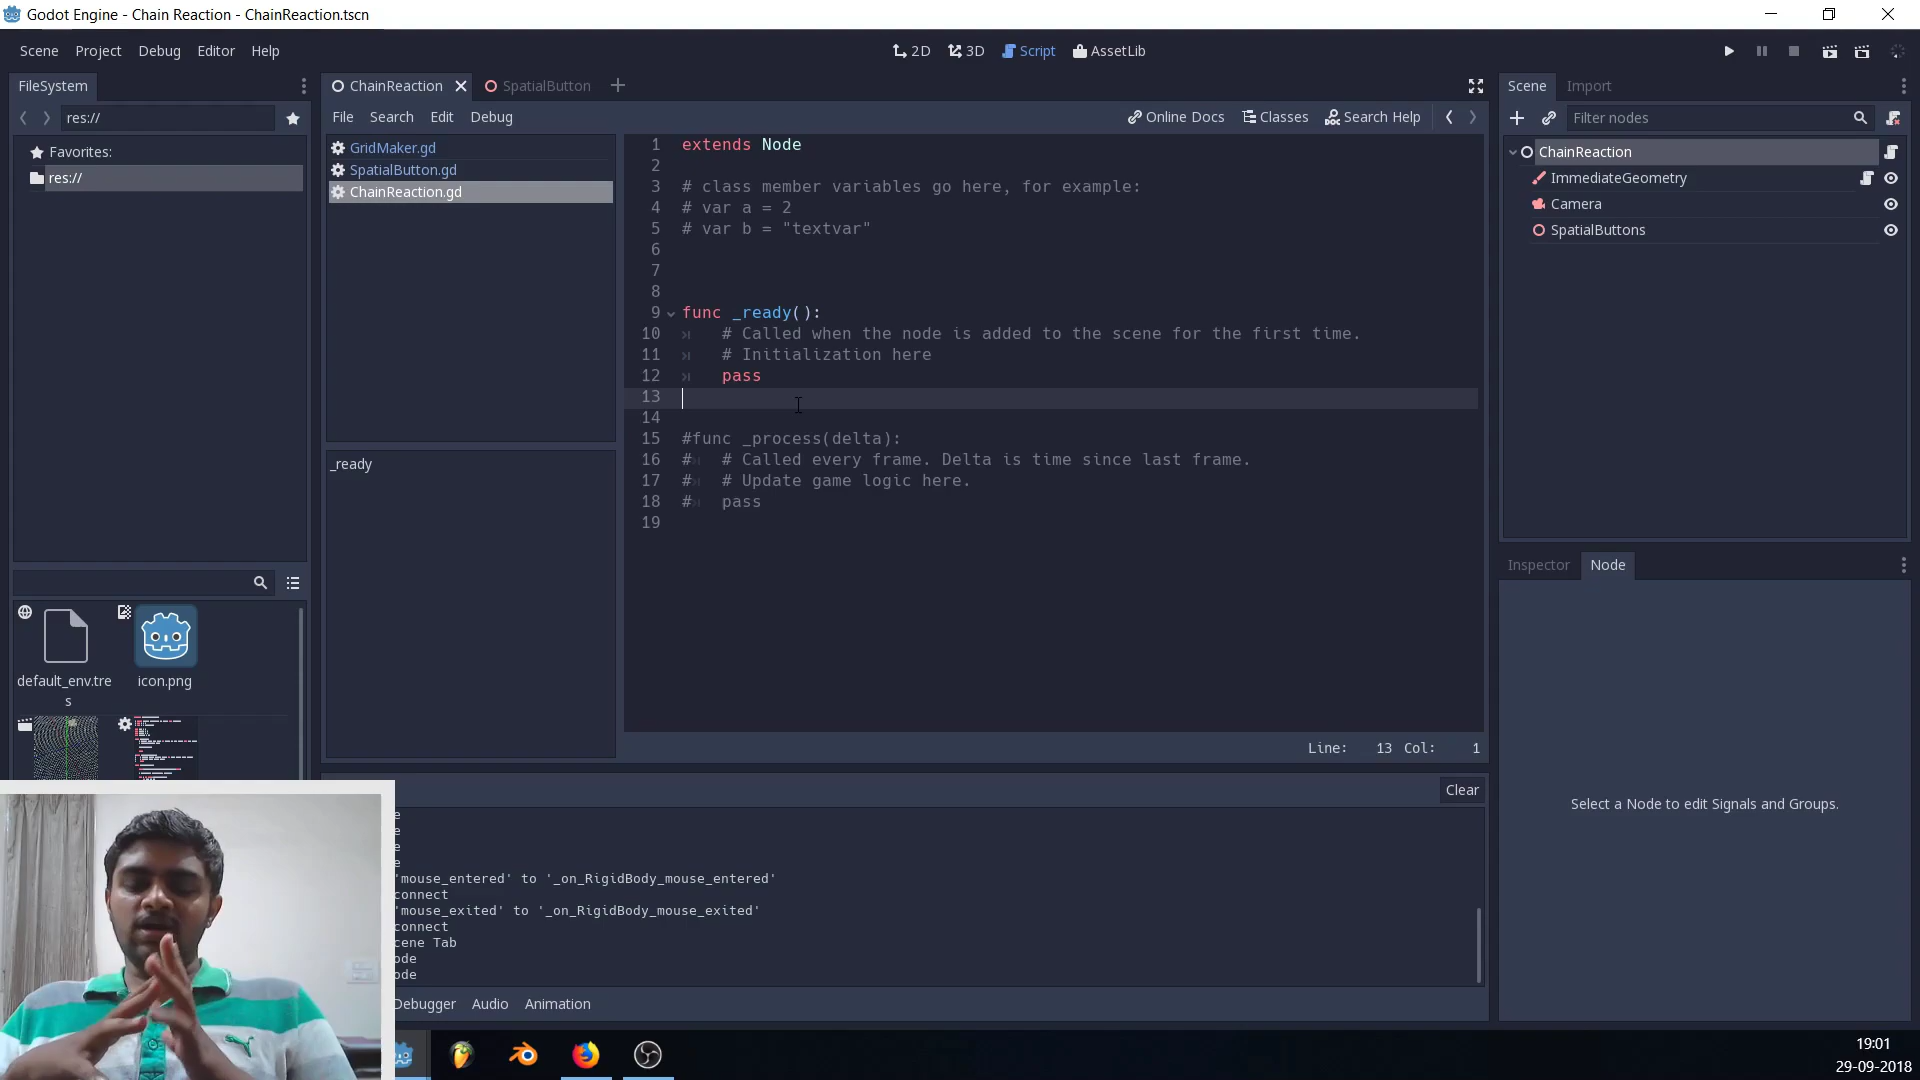 Godot Engine - Chain Reaction - ChainReaction.tscn
Scene Project Debug Editor Help
2D 3D Script AssetLib
FileSystem
res://
Favorites:
res://
default_env.tre
s
icon.png
ChainReaction SpatialButton
File Search Edit Debug
Online Docs Classes Search Help
GridMaker.gd
SpatialButton.gd
ChainReaction.gd
_ready
1 extends Node
2
3 # class member variables go here, for example:
4 # var a = 2
5 # var b = "textvar"
6
7
8
9 func _ready():
10 # Called when the node is added to the scene for the first time.
11 # Initialization here
12 pass
13
14
15 #func _process(delta):
16 # # Called every frame. Delta is time since last frame.
17 # # Update game logic here.
18 # pass
19
Line: 13 Col: 1
Clear
e
e
e
e
'mouse_entered' to '_on_RigidBody_mouse_entered'
connect
'mouse_exited' to '_on_RigidBody_mouse_exited'
connect
cene Tab
ode
ode
Debugger Audio Animation
Scene Import
Filter nodes
ChainReaction
ImmediateGeometry
Camera
SpatialButtons
Inspector Node
Select a Node to edit Signals and Groups.
19:01
29-09-2018